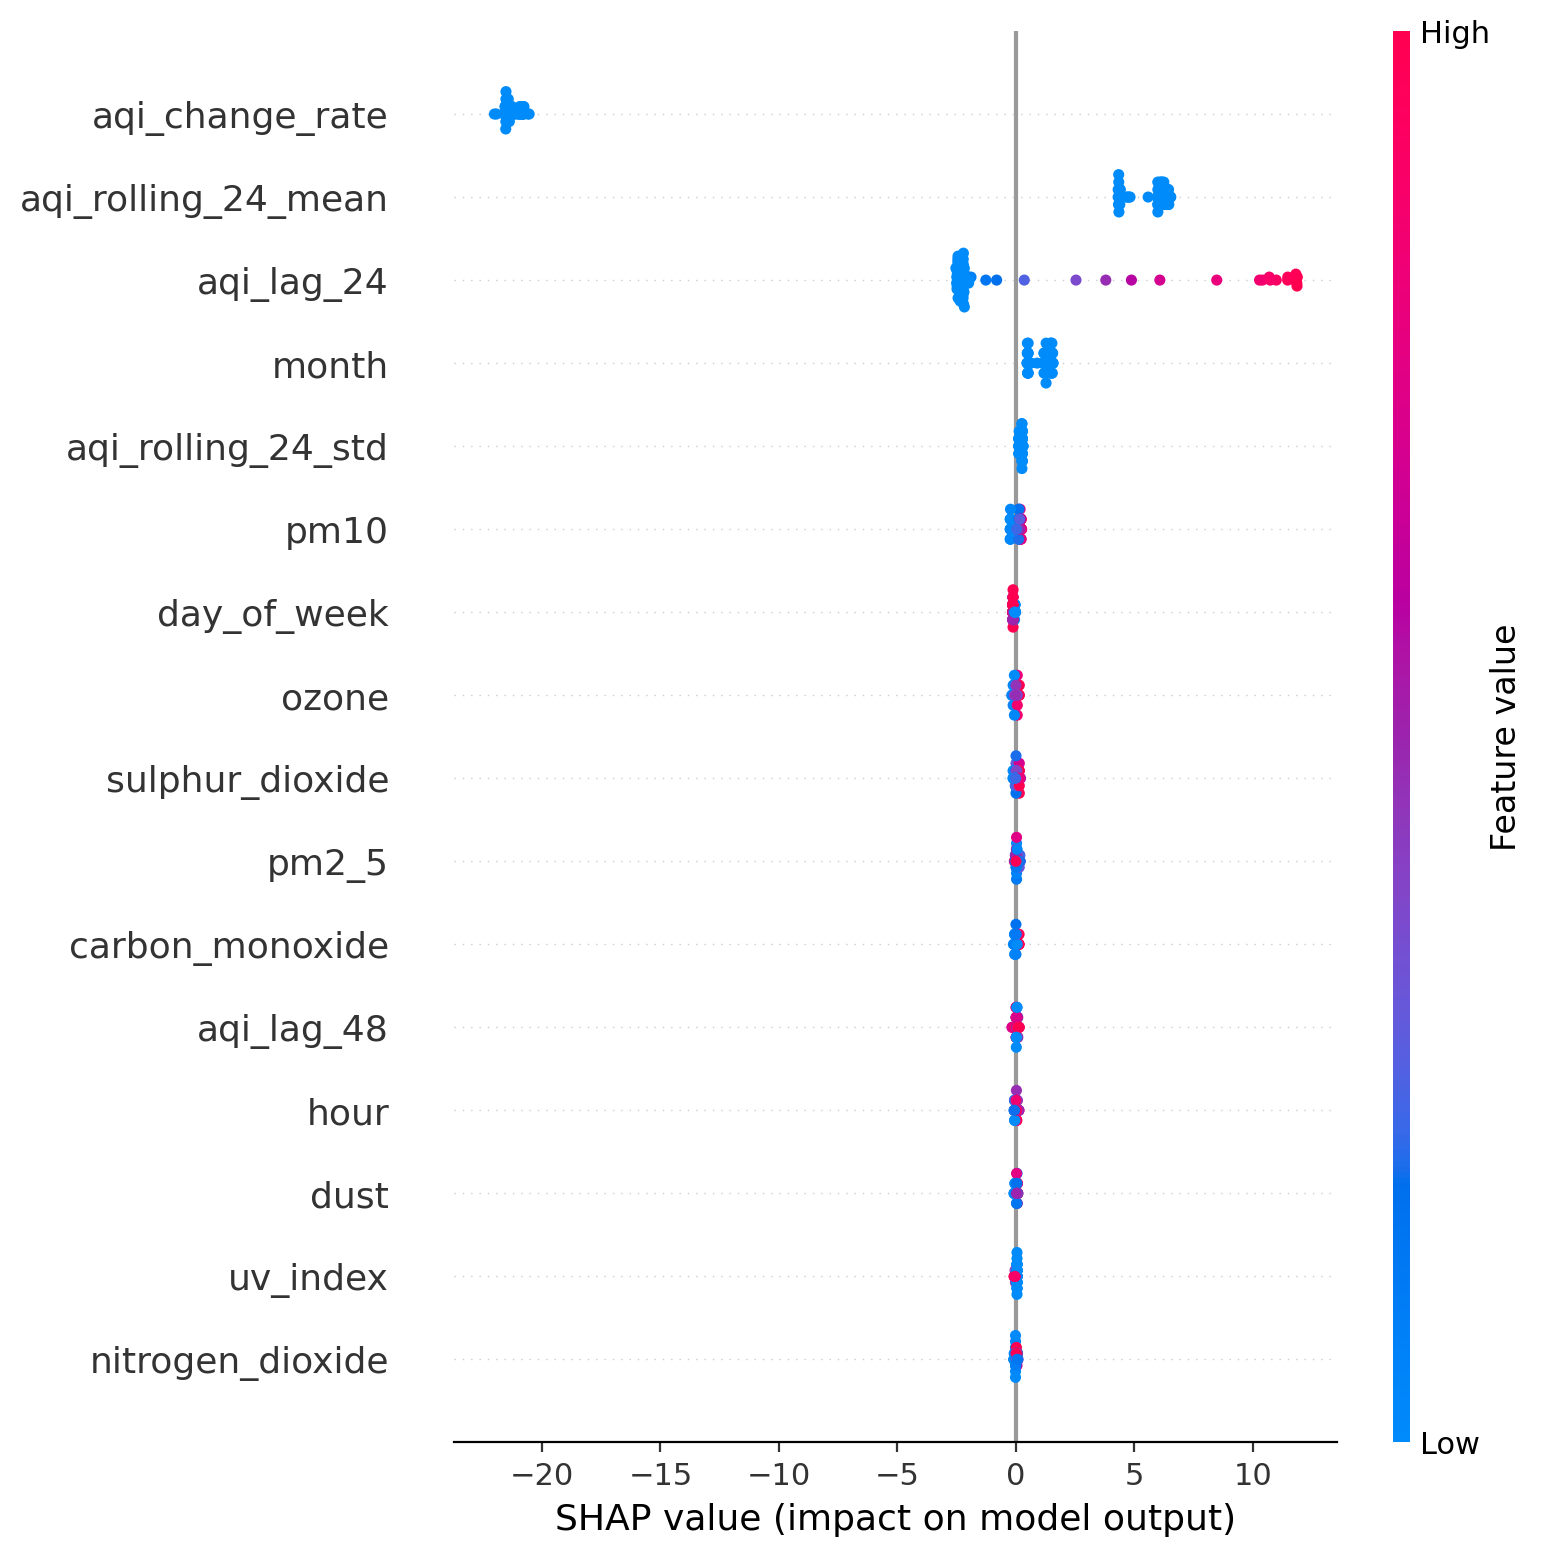 High
aqi_change_rate
aqi_rolling_24_mean
aqi_lag_24
month
aqi_rolling_24_std
pm10
day_of_week
ozone
sulphur_dioxide
pm2_5
carbon_monoxide
aqi_lag_48
hour
dust
uv_index
nitrogen_dioxide
Feature value
Low
−20 −15 −10 −5 0 5 10
SHAP value (impact on model output)